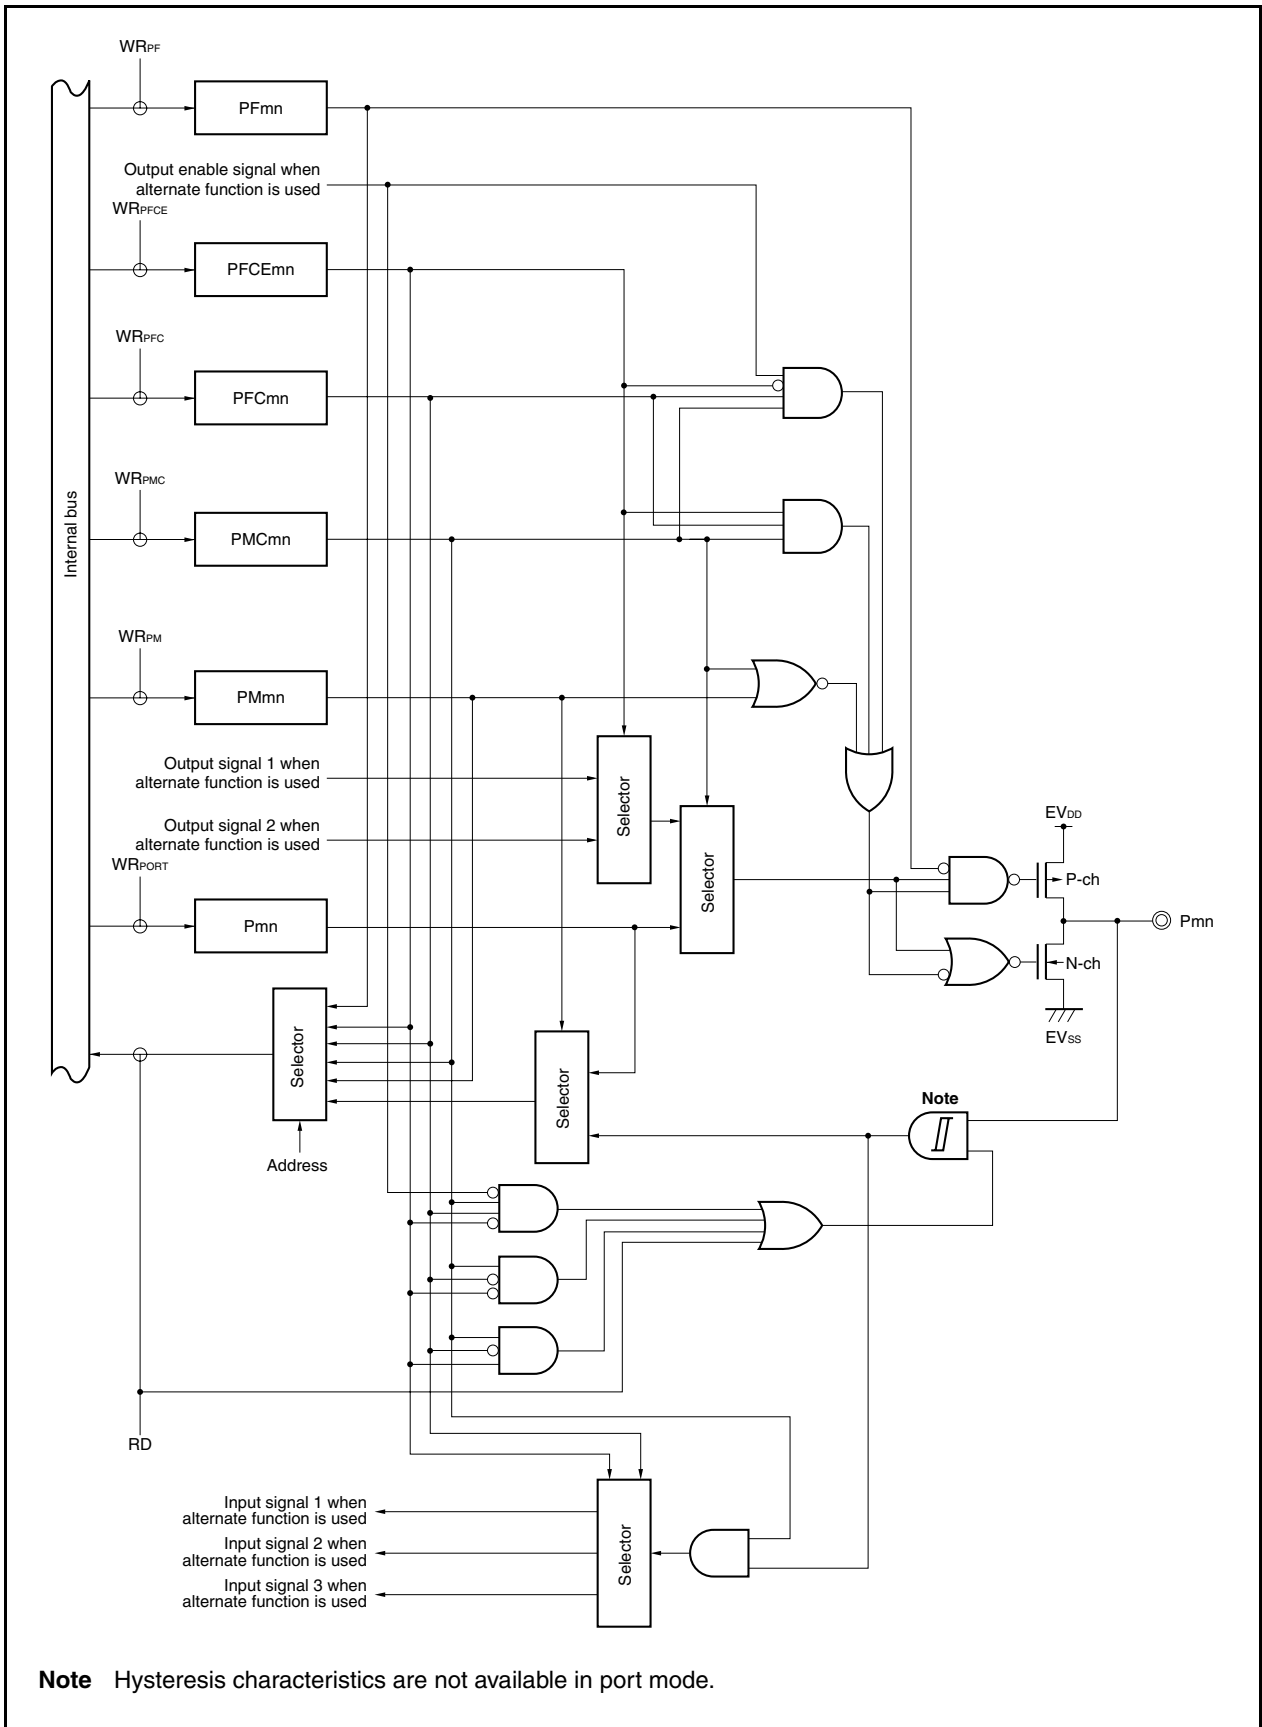 WRPF
PFmn
Output enable signal when
alternate function is used
WRPFCE
PFCEmn
WRPFC
PFCmn
WRPMC
Internal bus
PMCmn
WRPM
PMmn
Output signal 1 when
alternate function is used
Selector
Output signal 2 when
alternate function is used
Selector
EVDD
P-ch
WRPORT
Pmn
Pmn
N-ch
EVSS
Selector
Selector
Address
Note
RD
Input signal 1 when
alternate function is used
Input signal 2 when
alternate function is used
Input signal 3 when
alternate function is used
Selector
Note Hysteresis characteristics are not available in port mode.